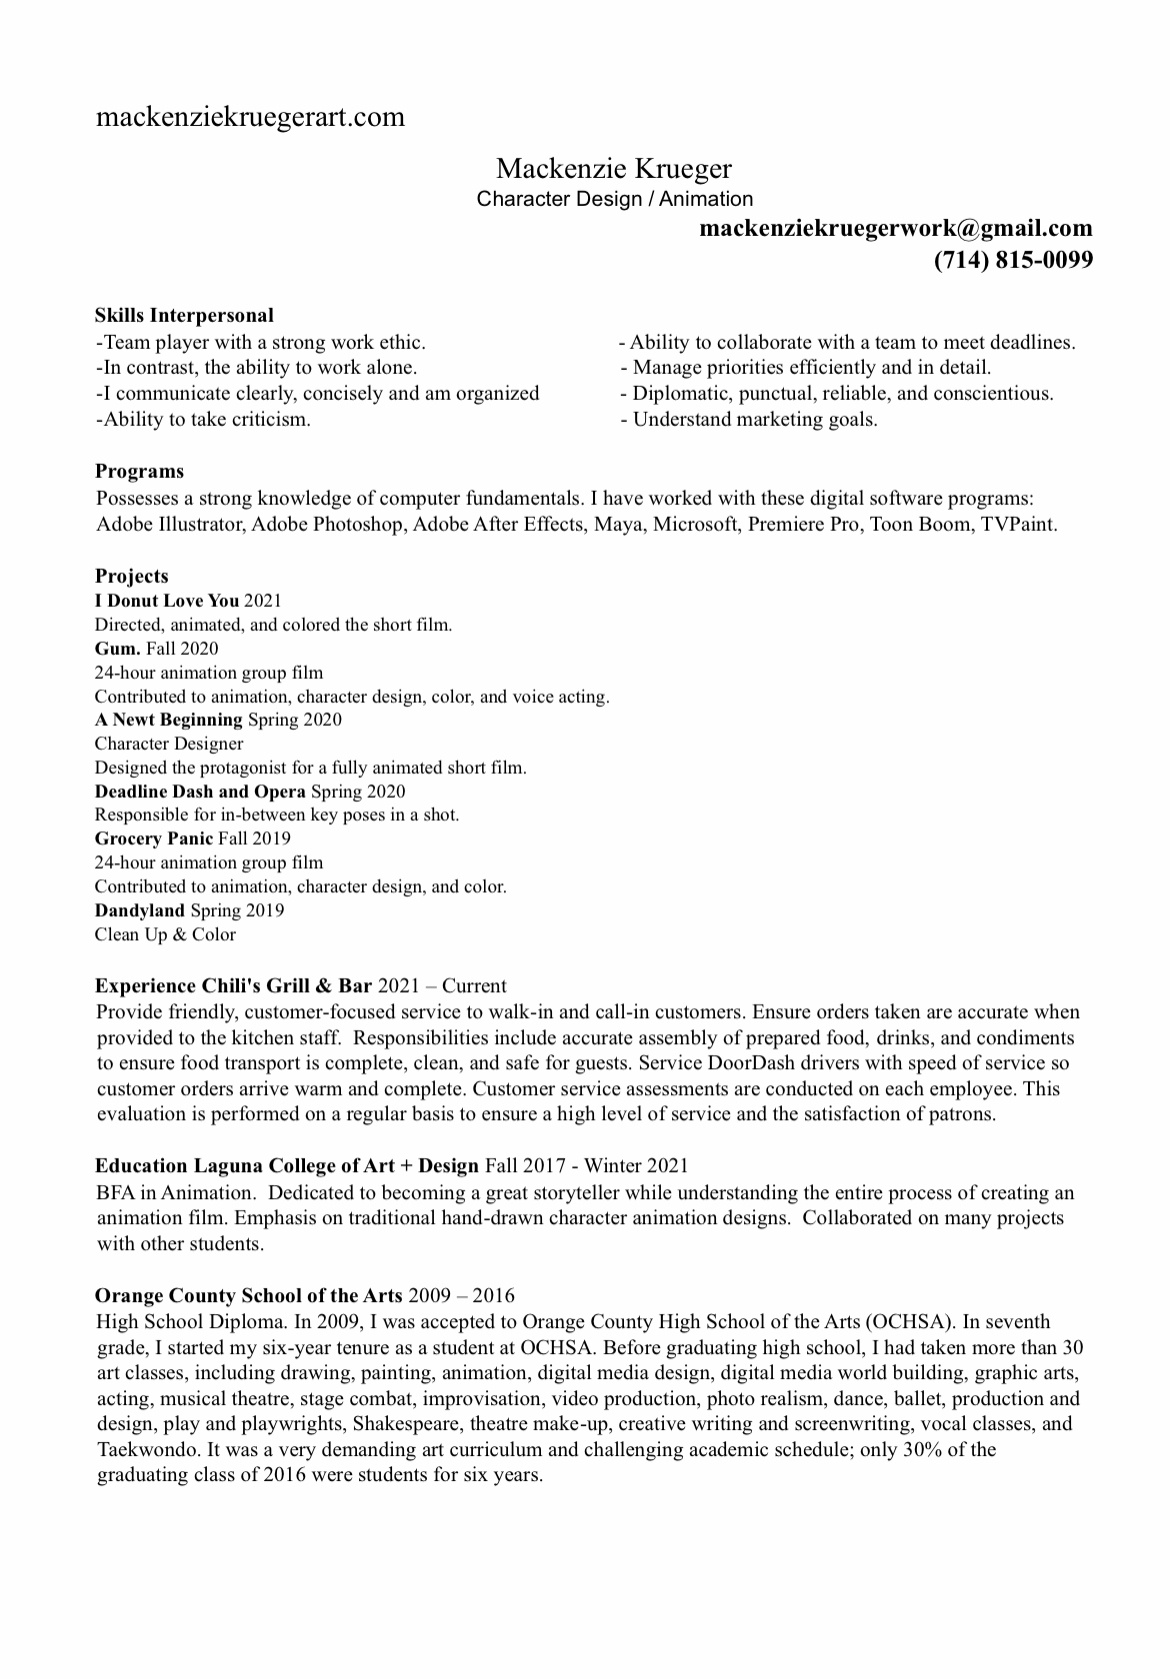 mackenziekruegerart.com
Mackenzie Krueger
Character Design / Animation
mackenziekruegerwork@gmail.com
(714) 815-0099
Skills Interpersonal
-Team player with a strong work ethic.
-In contrast, the ability to work alone.
-I communicate clearly, concisely and am organized
-Ability to take criticism.
- Ability to collaborate with a team to meet deadlines.
- Manage priorities efficiently and in detail.
- Diplomatic, punctual, reliable, and conscientious.
- Understand marketing goals.
Programs
Possesses a strong knowledge of computer fundamentals. I have worked with these digital software programs:
Adobe Illustrator, Adobe Photoshop, Adobe After Effects, Maya, Microsoft, Premiere Pro, Toon Boom, TVPaint.
Projects
I Donut Love You 2021
Directed, animated, and colored the short film.
Gum. Fall 2020
24-hour animation group film
Contributed to animation, character design, color, and voice acting.
A Newt Beginning Spring 2020
Character Designer
Designed the protagonist for a fully animated short film.
Deadline Dash and Opera Spring 2020
Responsible for in-between key poses in a shot.
Grocery Panic Fall 2019
24-hour animation group film
Contributed to animation, character design, and color.
Dandyland Spring 2019
Clean Up & Color
Experience Chili's Grill & Bar 2021 – Current
Provide friendly, customer-focused service to walk-in and call-in customers. Ensure orders taken are accurate when
provided to the kitchen staff.  Responsibilities include accurate assembly of prepared food, drinks, and condiments
to ensure food transport is complete, clean, and safe for guests. Service DoorDash drivers with speed of service so
customer orders arrive warm and complete. Customer service assessments are conducted on each employee. This
evaluation is performed on a regular basis to ensure a high level of service and the satisfaction of patrons.
Education Laguna College of Art + Design Fall 2017 - Winter 2021
BFA in Animation.  Dedicated to becoming a great storyteller while understanding the entire process of creating an
animation film. Emphasis on traditional hand-drawn character animation designs.  Collaborated on many projects
with other students.
Orange County School of the Arts 2009 – 2016
High School Diploma. In 2009, I was accepted to Orange County High School of the Arts (OCHSA). In seventh
grade, I started my six-year tenure as a student at OCHSA. Before graduating high school, I had taken more than 30
art classes, including drawing, painting, animation, digital media design, digital media world building, graphic arts,
acting, musical theatre, stage combat, improvisation, video production, photo realism, dance, ballet, production and
design, play and playwrights, Shakespeare, theatre make-up, creative writing and screenwriting, vocal classes, and
Taekwondo. It was a very demanding art curriculum and challenging academic schedule; only 30% of the
graduating class of 2016 were students for six years.